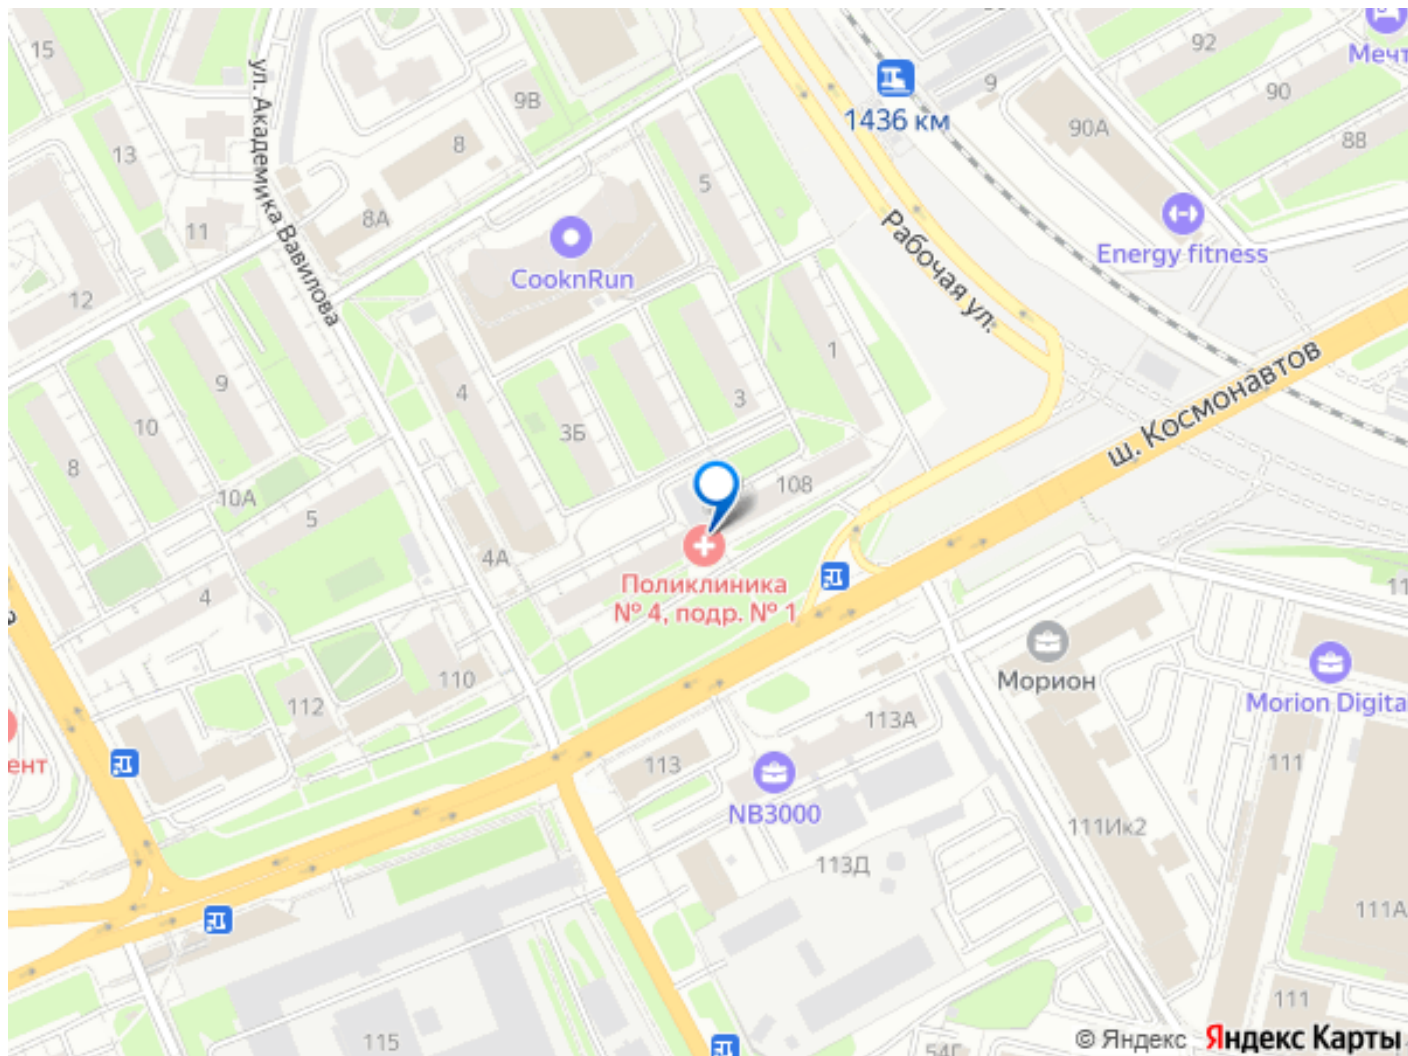 15
92
Мечт
9
90
9В
1436 км
90А
8
88
13
5
8А
ул. Академика Вавилова
11
Рабочая ул.
Energy fitness
CooknRun
12
1
ш. Космонавтов
9
4
3
10
3Б
8
108
10А
5
4А
Поликлиника
№ 4, подр. № 1
4
110
Морион
112
Morion Digita
113А
ент
113
111
NB3000
111Ик2
113Д
111А
111
115
54Г
© Яндекс Яндекс Карты